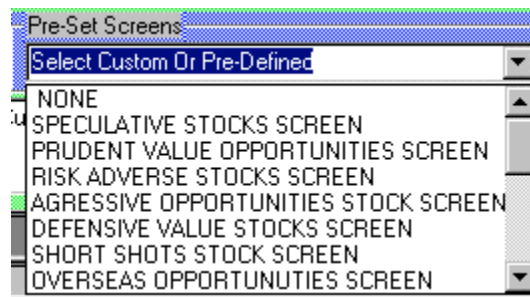 Pre-Set Screens
Select Custom Or Pre-Defined
NONE
SPECULATIVE STOCKS SCREEN
PRUDENT VALUE OPPORTUNITIES SCREEN
RISK ADVERSE STOCKS SCREEN
AGRESSIVE OPPORTUNITIES STOCK SCREEN
DEFENSIVE VALUE STOCKS SCREEN
SHORT SHOTS STOCK SCREEN
OVERSEAS OPPORTUNUTIES SCREEN